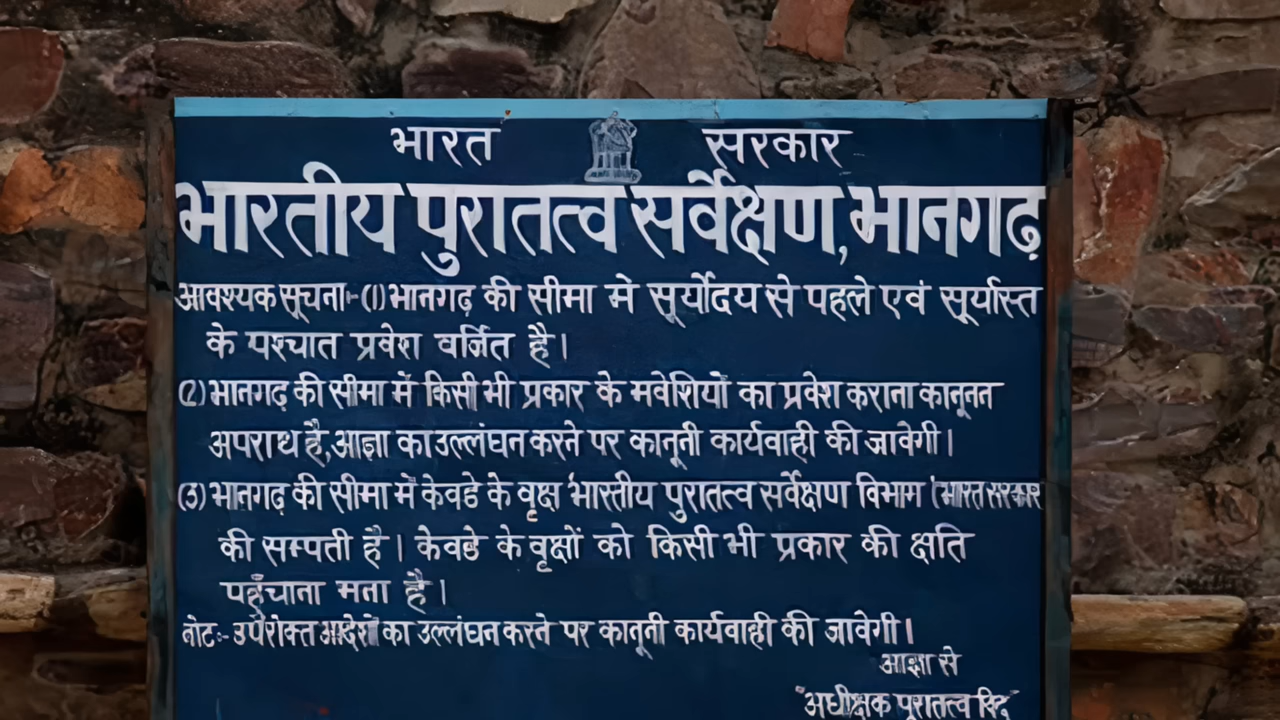 भारत सरकार
भारतीय पुरातत्व सर्वेक्षण, भानगढ़
आवश्यक सूचना:-(1) भानगढ़ की सीमा में सूर्योदय से पहले एवं सूर्यास्त
के पश्चात प्रवेश वर्जित है।
(2) भानगढ़ की सीमा में किसी भी प्रकार के मवेशियों का प्रवेश कराना कानूनन
अपराध है, आज्ञा का उल्लंघन करने पर कानूनी कार्यवाही की जावेगी।
(3) भानगढ़ की सीमा में केवडे के वृक्ष भारतीय पुरातत्व सर्वेक्षण विभाग (भारत सरकार
की सम्पती है। केवडे के वृक्षों को किसी भी प्रकार की क्षति
पहुँचाना मना है।
नोट:- उपरोक्त आदेशों का उल्लंघन करने पर कानूनी कार्यवाही की जावेगी।
आज्ञा से
"अधीक्षक पुरातत्व